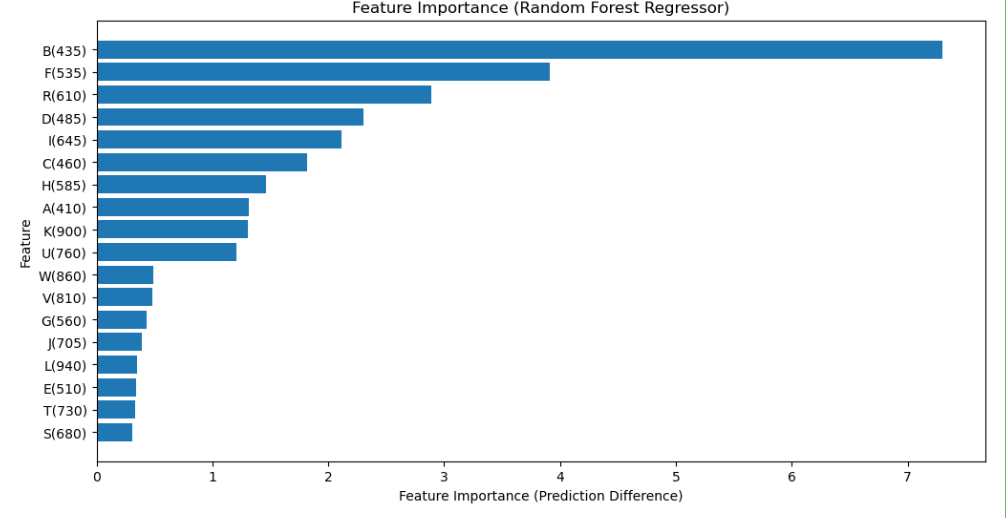 Feature Importance (Random Forest Regressor)
B(435)
F(535)
R(610)
D(485)
I(645)
C(460)
H(585)
A(410)
K(900)
U(760)
W(860)
V(810)
G(560)
J(705)
L(940)
E(510)
T(730)
S(680)
Feature
0 1 2 3 4 5 6 7
Feature Importance (Prediction Difference)